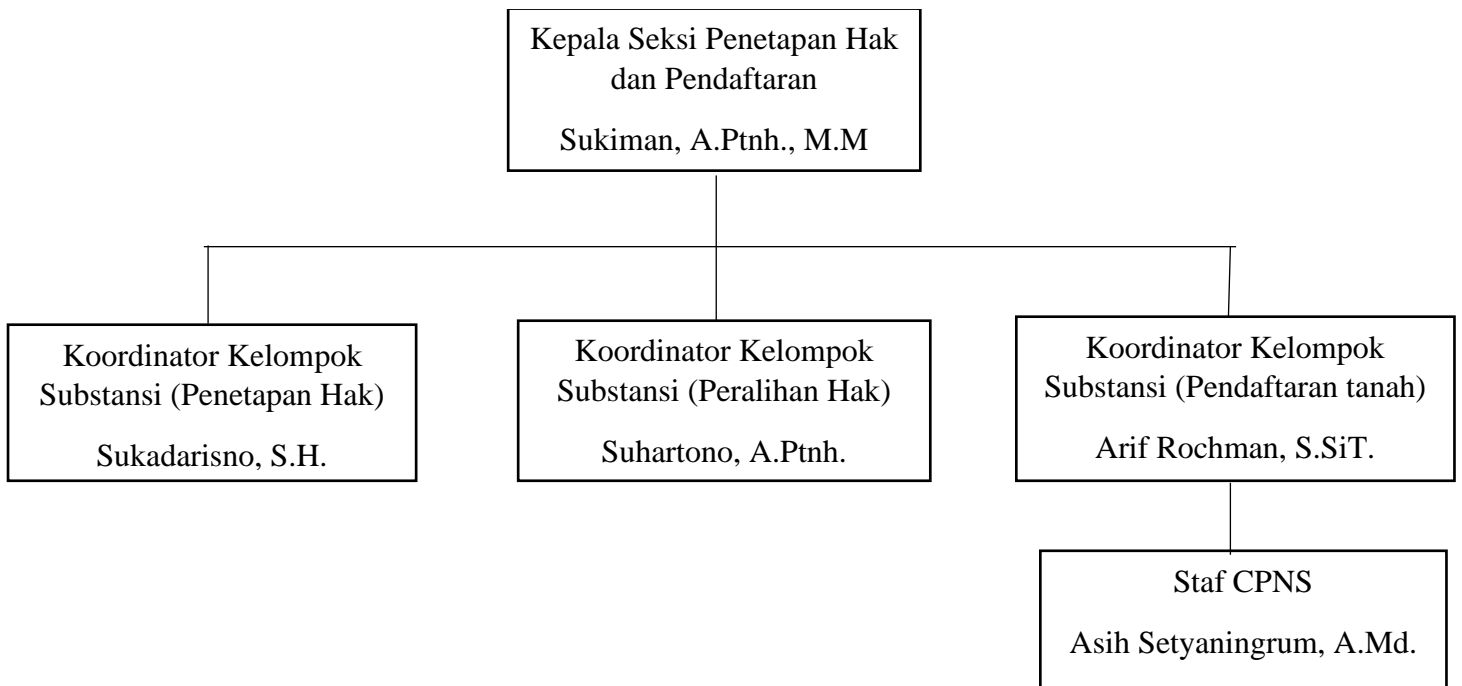 Kepala Seksi Penetapan Hak
dan Pendaftaran
Sukiman, A.Ptnh., M.M
Koordinator Kelompok
Substansi (Penetapan Hak)
Sukadarisno, S.H.
Koordinator Kelompok
Substansi (Peralihan Hak)
Suhartono, A.Ptnh.
Koordinator Kelompok
Substansi (Pendaftaran tanah)
Arif Rochman, S.SiT.
Staf CPNS
Asih Setyaningrum, A.Md.